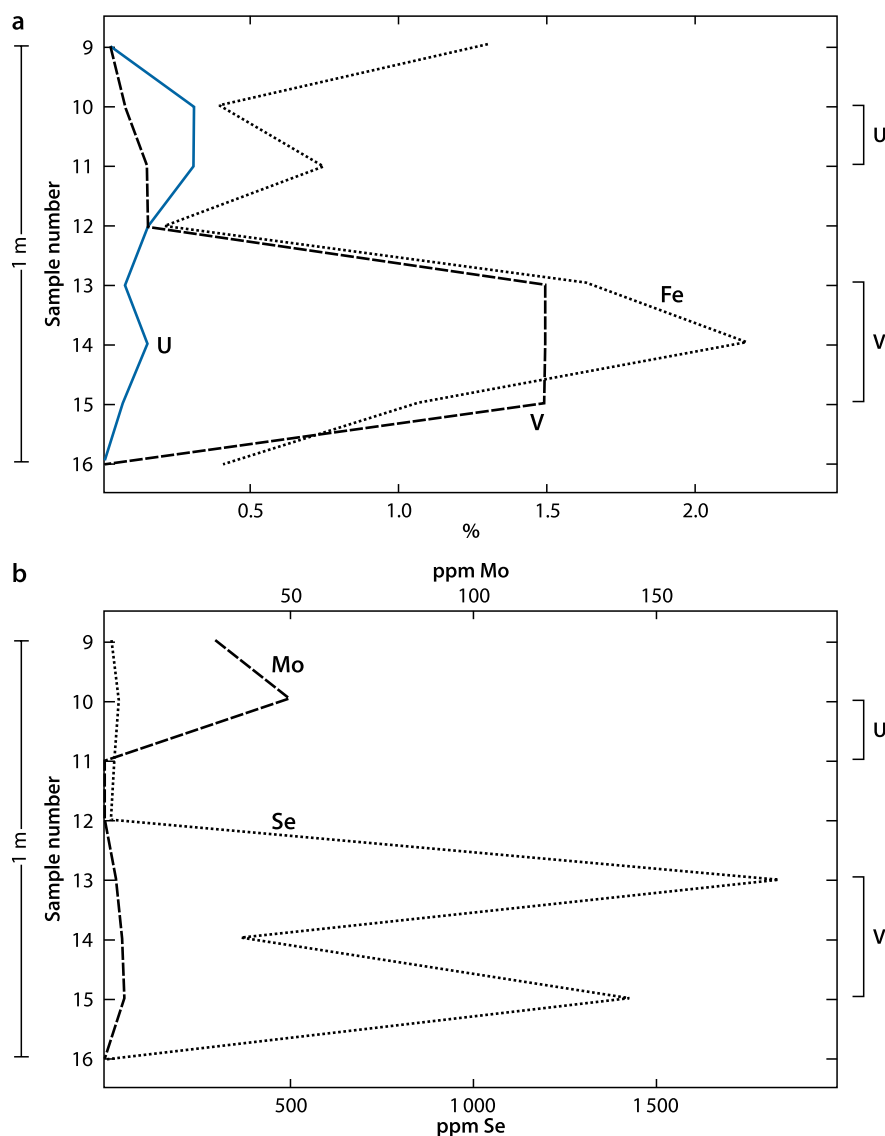 a
9
10
11
12
13
14
15
16
Sample number
1 m
U
V
Fe
U
V
0.5 1.0 1.5 2.0
%
b
ppm Mo
50 100 150
9
10
11
12
13
14
15
16
Sample number
1 m
Mo
Se
U
V
500 1 000 1 500
ppm Se